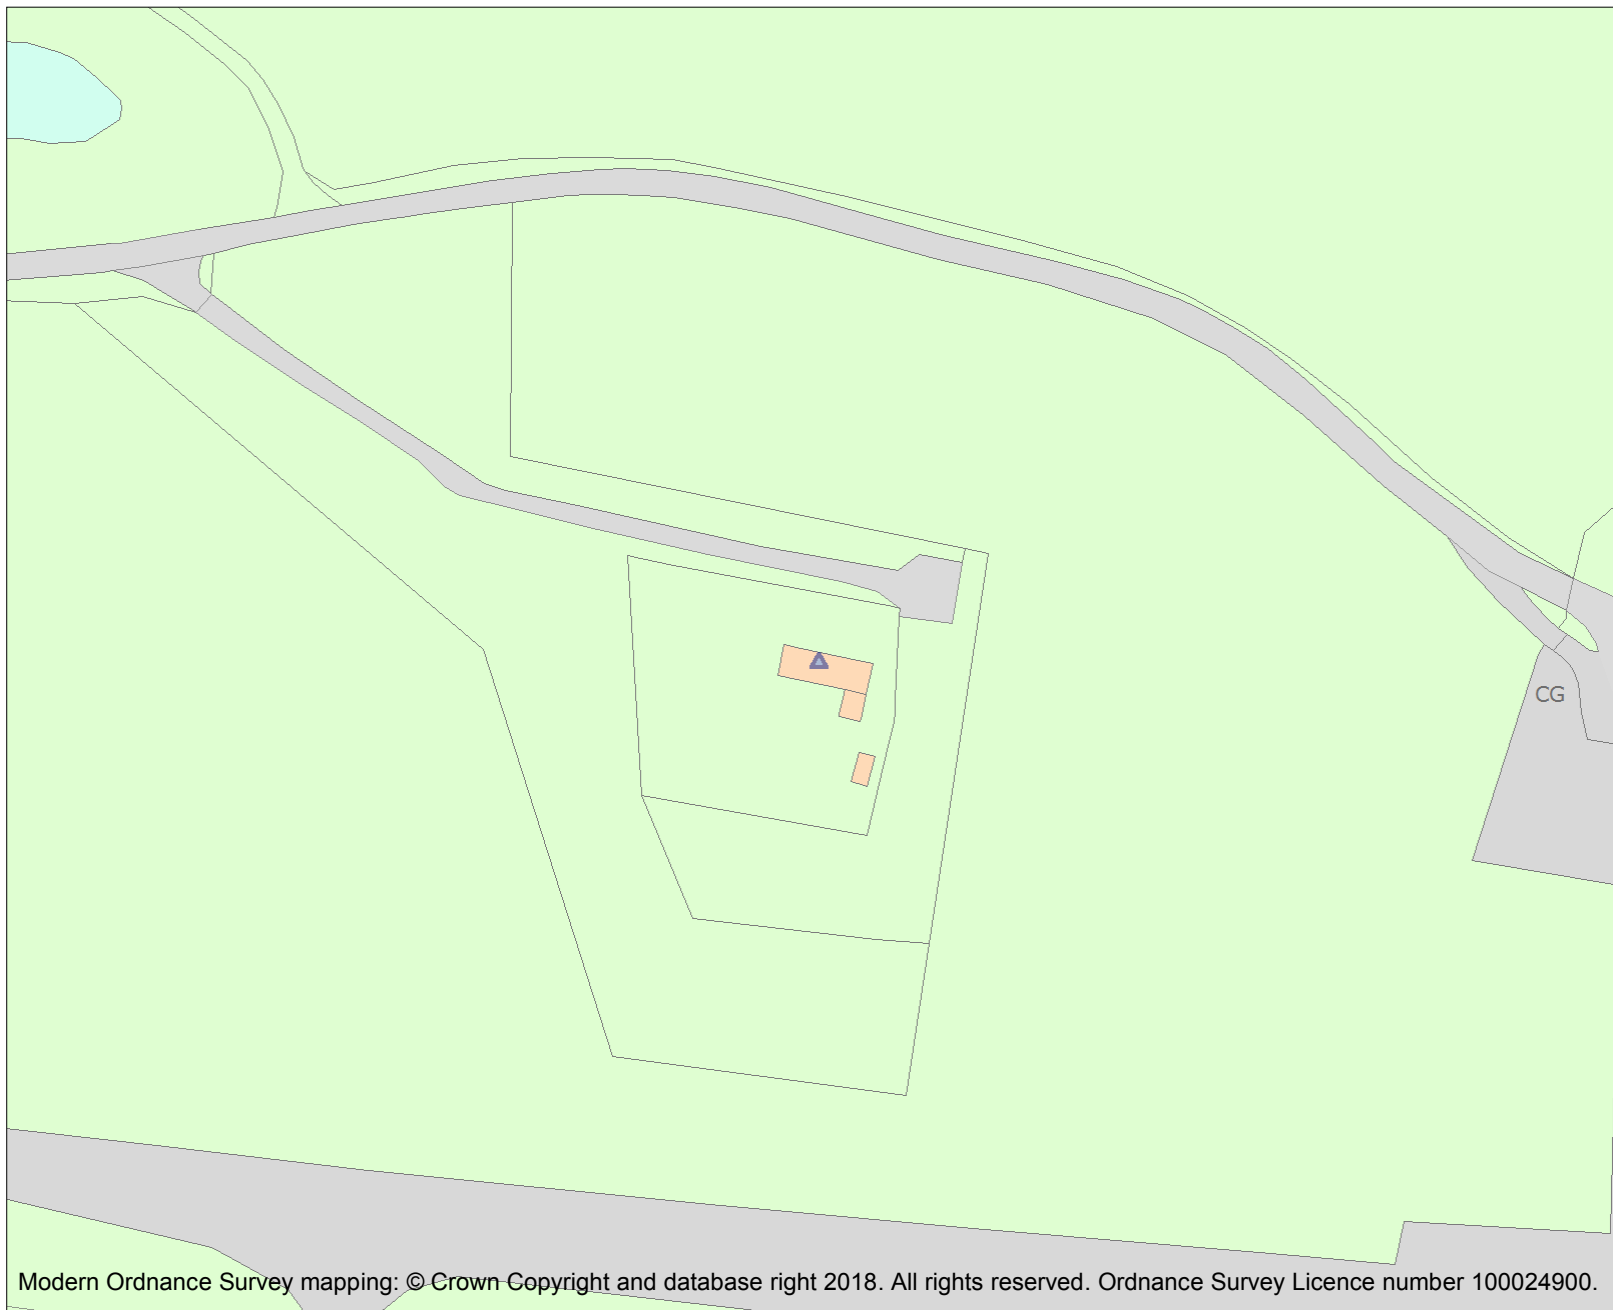 CG
Modern Ordnance Survey mapping: © Crown Copyright and database right 2018. All rights reserved. Ordnance Survey Licence number 100024900.